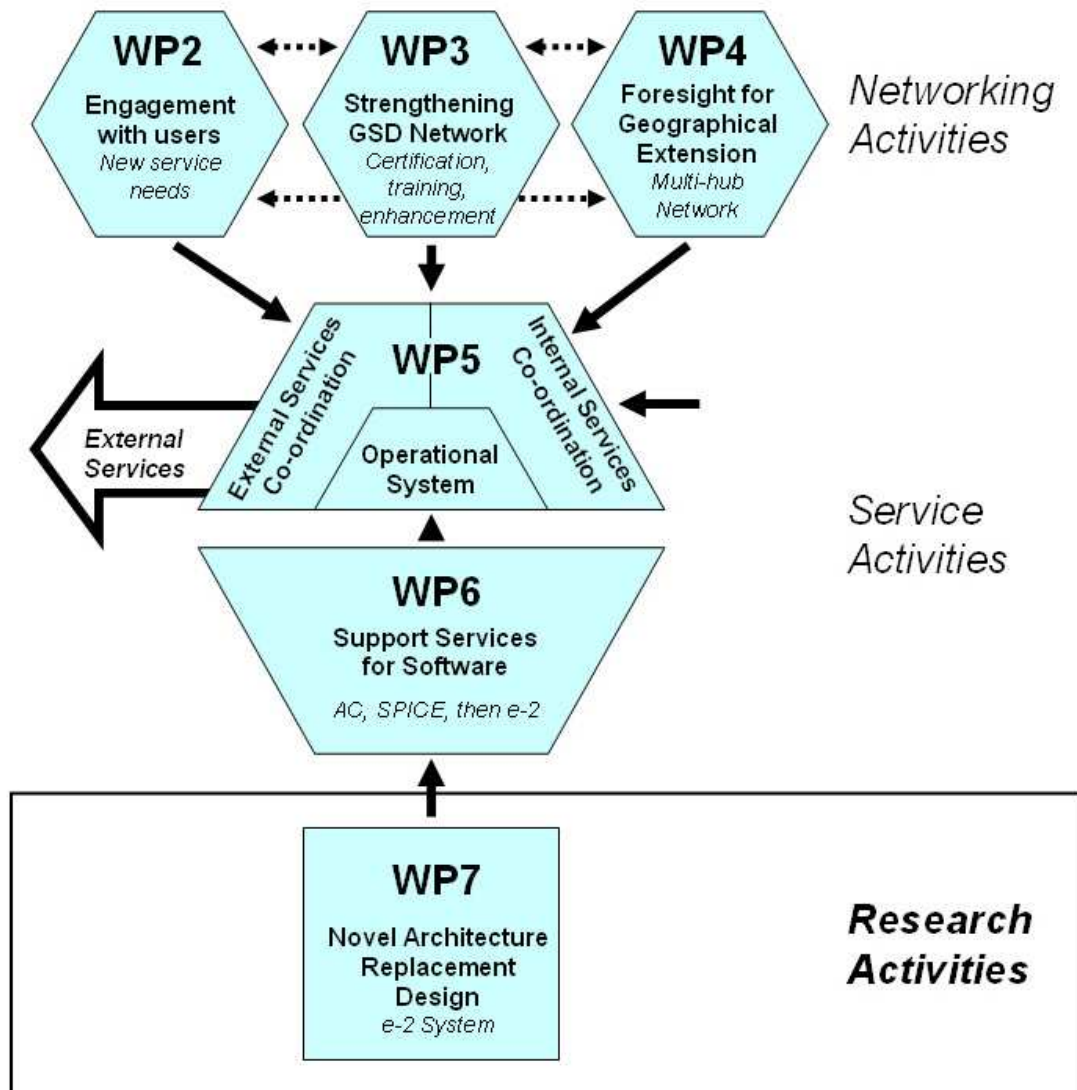 WP2
Engagement
with users
New service
needs
WP3
Strengthening
GSD Network
Certification,
training,
enhancement
WP4
Foresight for
Geographical
Extension
Multi-hub
Network
Networking
Activities
External Services
Co-ordination
WP5
Internal Services
Co-ordination
Operational
System
External
Services
Service
Activities
WP6
Support Services
for Software
AC, SPICE, then e-2
WP7
Novel Architecture
Replacement
Design
e-2 System
Research
Activities